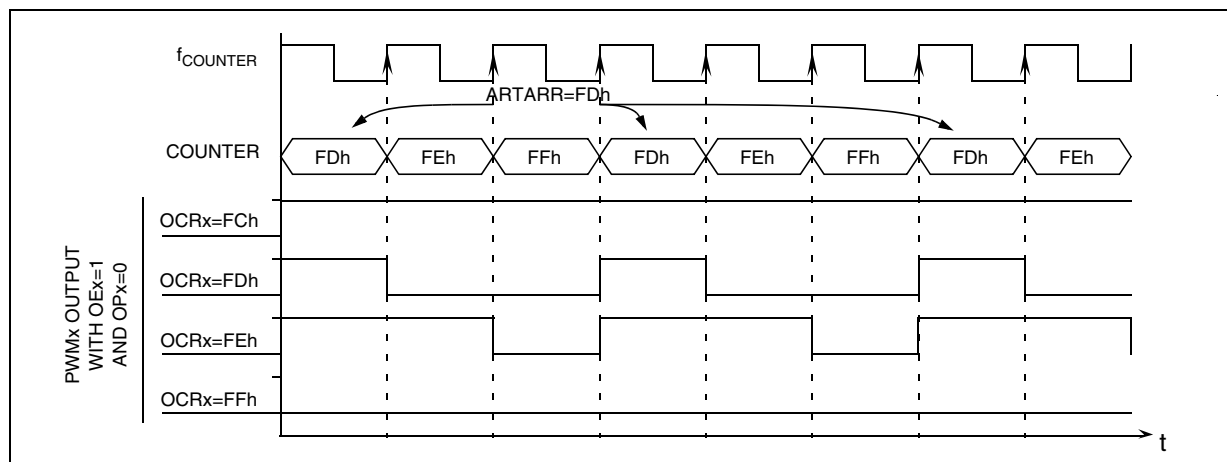 fCOUNTER
ARTARR=FDh
COUNTER
FDh FEh FFh FDh FEh FFh FDh FEh
PWMx OUTPUT
WITH OEx=1
AND OPx=0
OCRx=FCh
OCRx=FDh
OCRx=FEh
OCRx=FFh
t